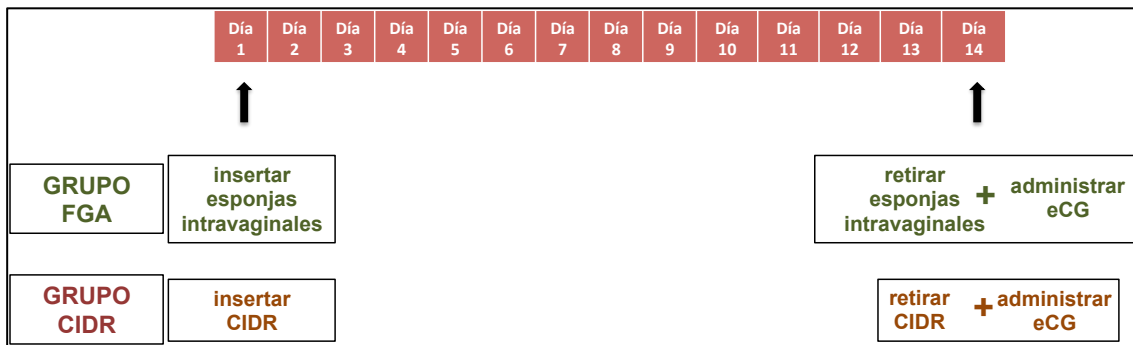 Día 1 Día 2 Día 3 Día 4 Día 5 Día 6 Día 7 Día 8 Día 9 Día 10 Día 11 Día 12 Día 13 Día 14
GRUPO
FGA
insertar
esponjas
intravaginales
retirar
esponjas
intravaginales
+
administrar
eCG
GRUPO
CIDR
insertar
CIDR
retirar
CIDR
+
administrar
eCG